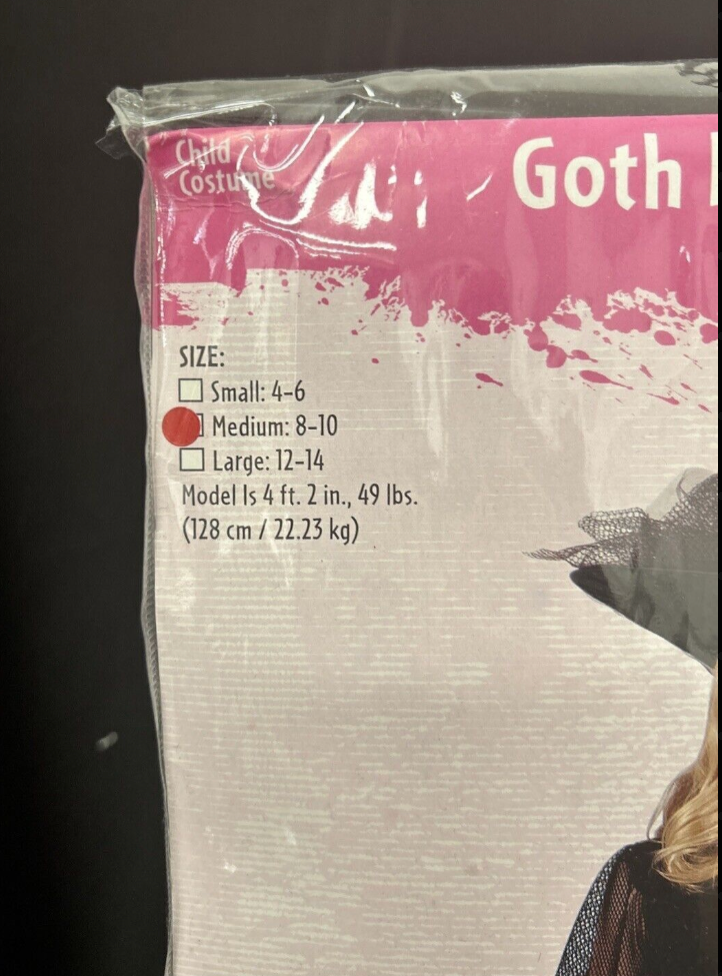 Child
Costume
Goth
SIZE:
Small: 4-6
Medium: 8-10
Large: 12-14
Model Is 4 ft. 2 in., 49 lbs.
(128 cm / 22.23 kg)